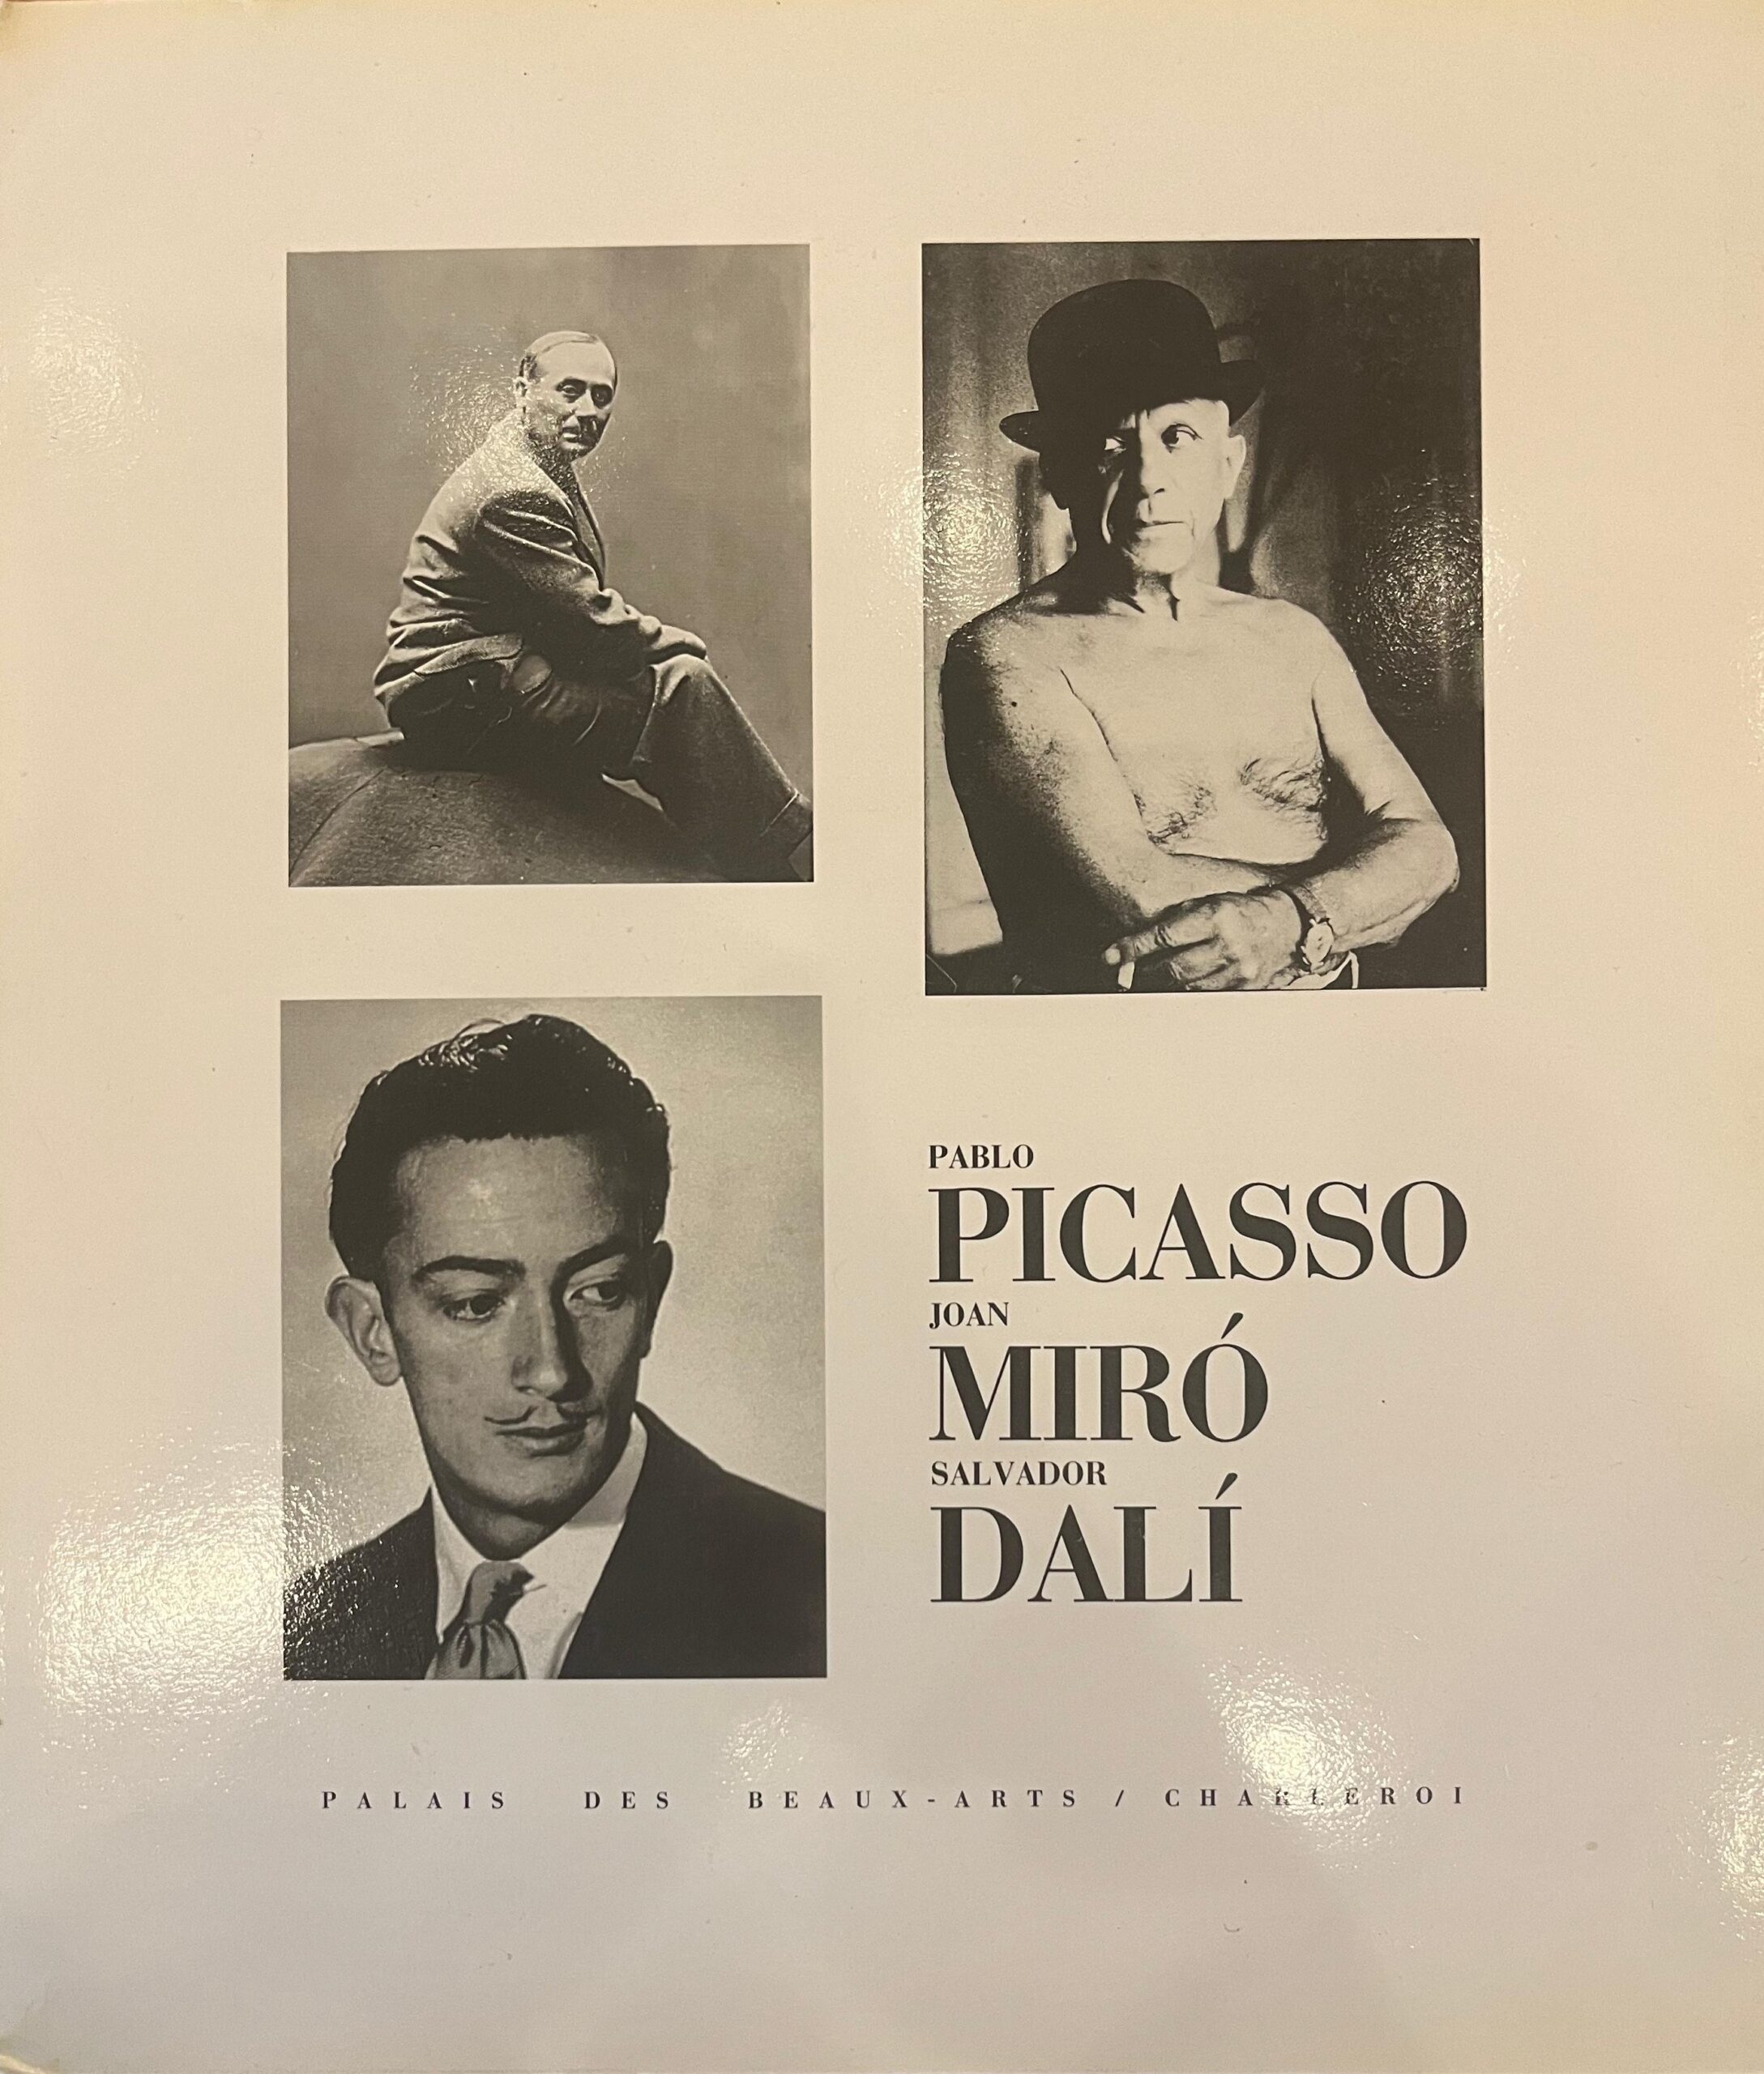 PABLO
PICASSO
JOAN
MIRÓ
SALVADOR
DALÍ
PALAIS DES BEAUX-ARTS / CHARLEROI